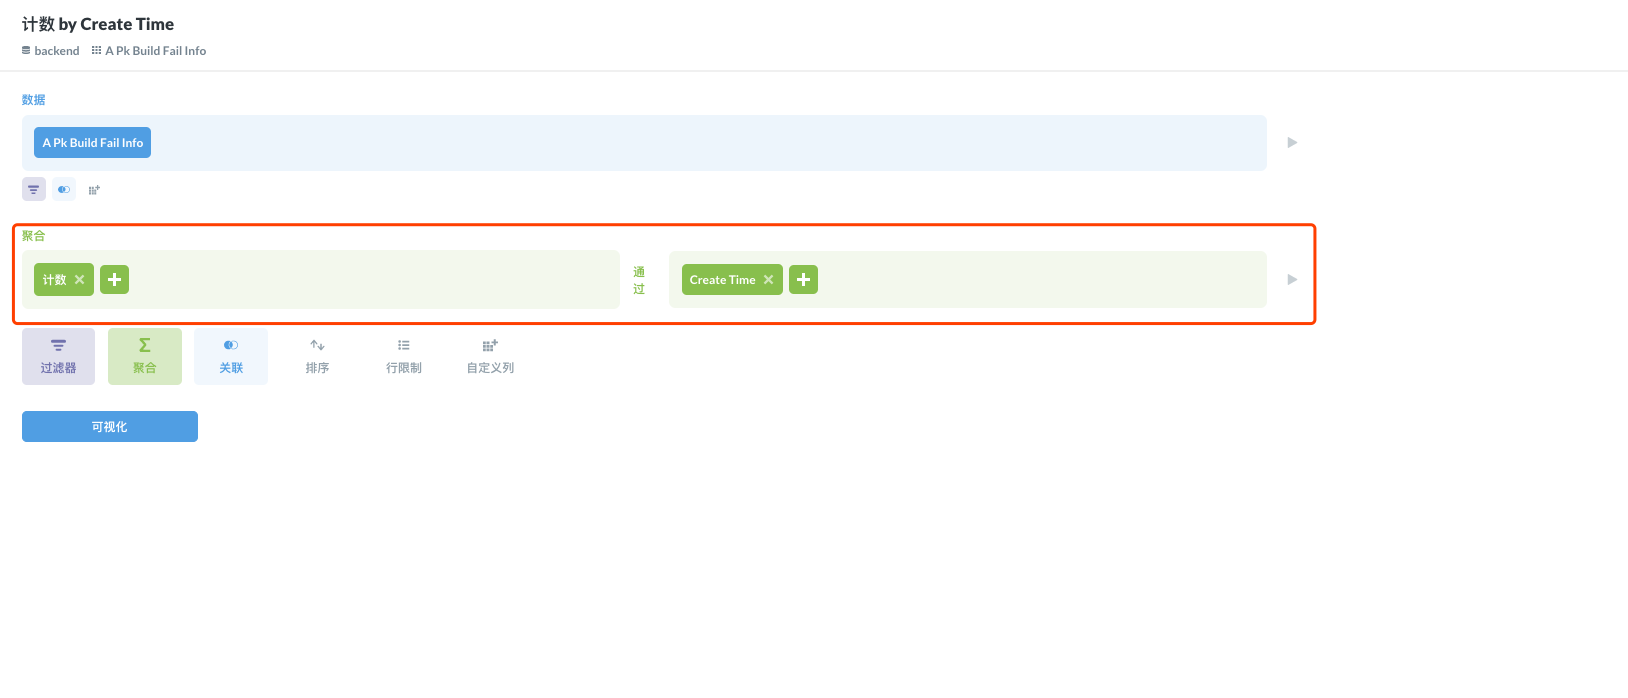 计数 by Create Time
backend A Pk Build Fail Info
数据
A Pk Build Fail Info
聚合
计数 通过 Create Time
过滤器 聚合 关联 排序 行限制 自定义列
可视化